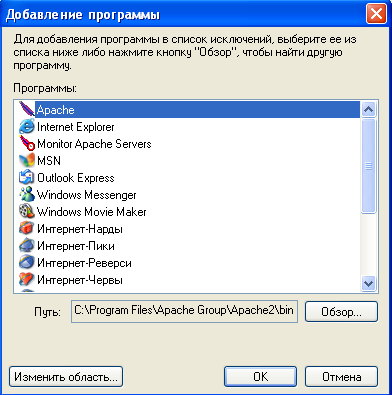 Добавление программы
Для добавления программы в список исключений, выберите ее из
списка ниже либо нажмите кнопку "Обзор", чтобы найти другую
программу.
Программы:
Apache
Internet Explorer
Monitor Apache Servers
MSN
Outlook Express
Windows Messenger
Windows Movie Maker
Интернет-Нарды
Интернет-Пики
Интернет-Реверси
Интернет-Червы
Путь: C:\Program Files\Apache Group\Apache2\bin Обзор...
Изменить область... OK Отмена